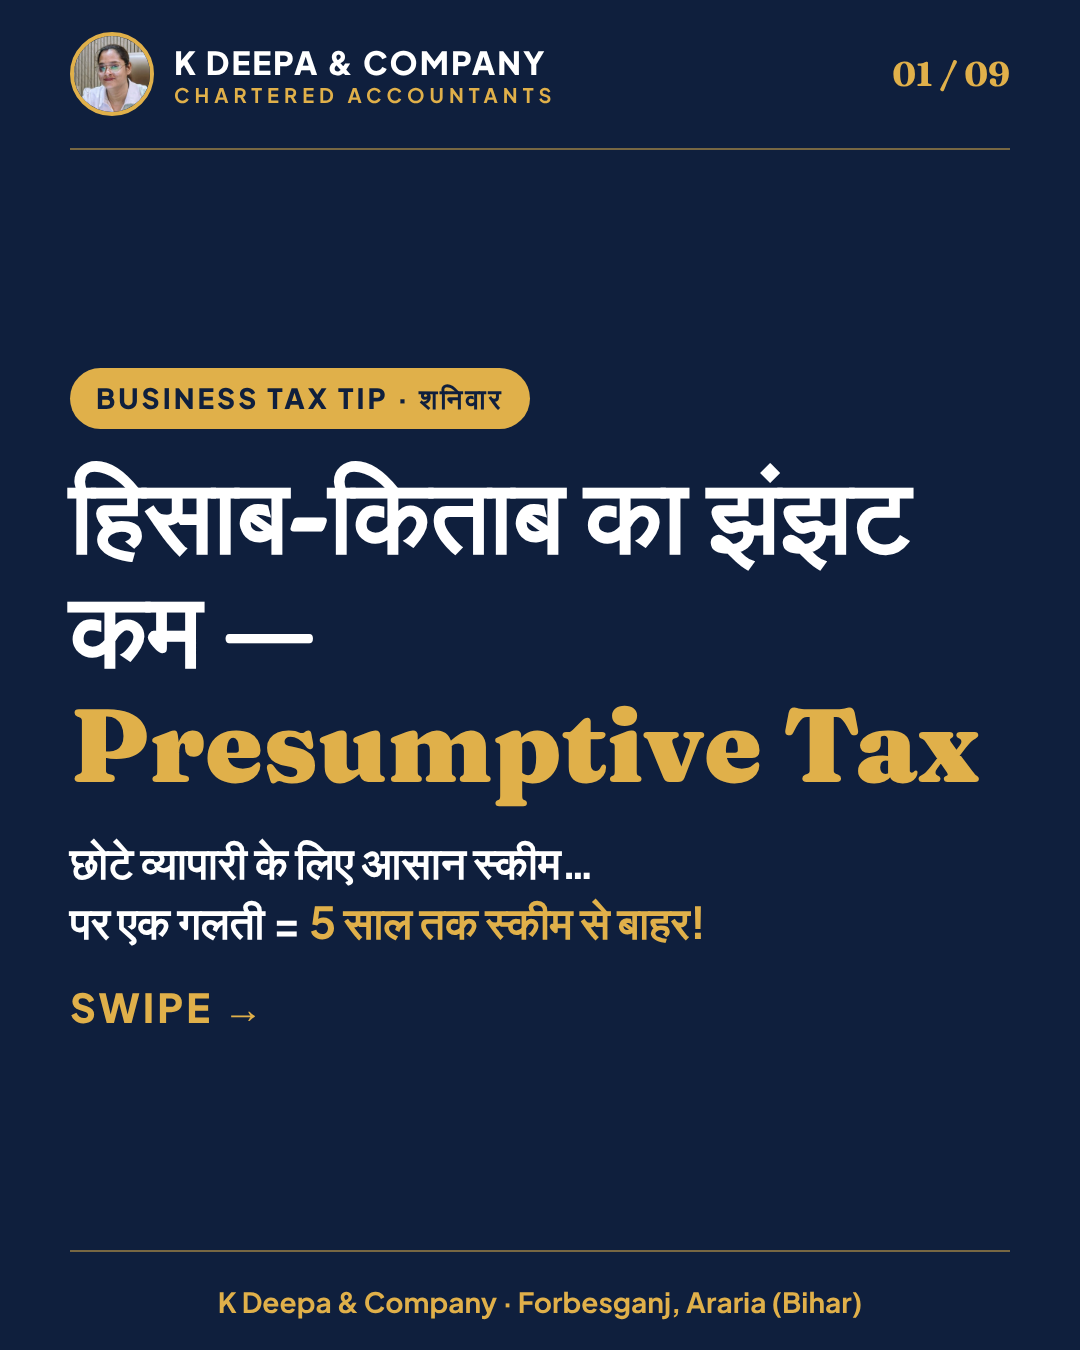 K DEEPA & COMPANY
CHARTERED ACCOUNTANTS
01 / 09
BUSINESS TAX TIP · शनिवार
हिसाब-किताब का झंझट
कम —
Presumptive Tax
छोटे व्यापारी के लिए आसान स्कीम...
पर एक गलती = 5 साल तक स्कीम से बाहर!
SWIPE →
K Deepa & Company · Forbesganj, Araria (Bihar)